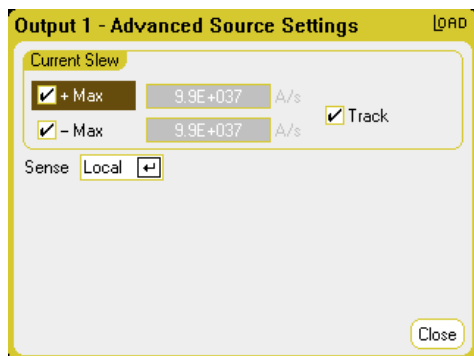 Output 1 - Advanced Source Settings LOAD
Current Slew
+ Max 9.9E+037 A/s
Track
− Max 9.9E+037 A/s
Sense Local
Close